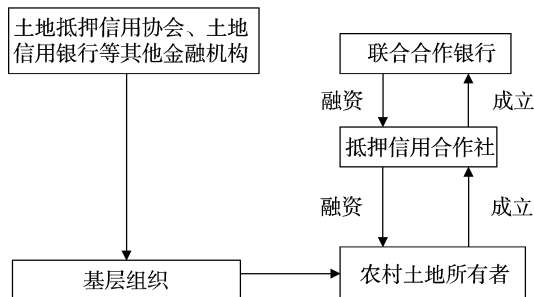 土地抵押信用协会、土地
信用银行等其他金融机构
联合合作银行
融资
成立
抵押信用合作社
融资
成立
基层组织
农村土地所有者